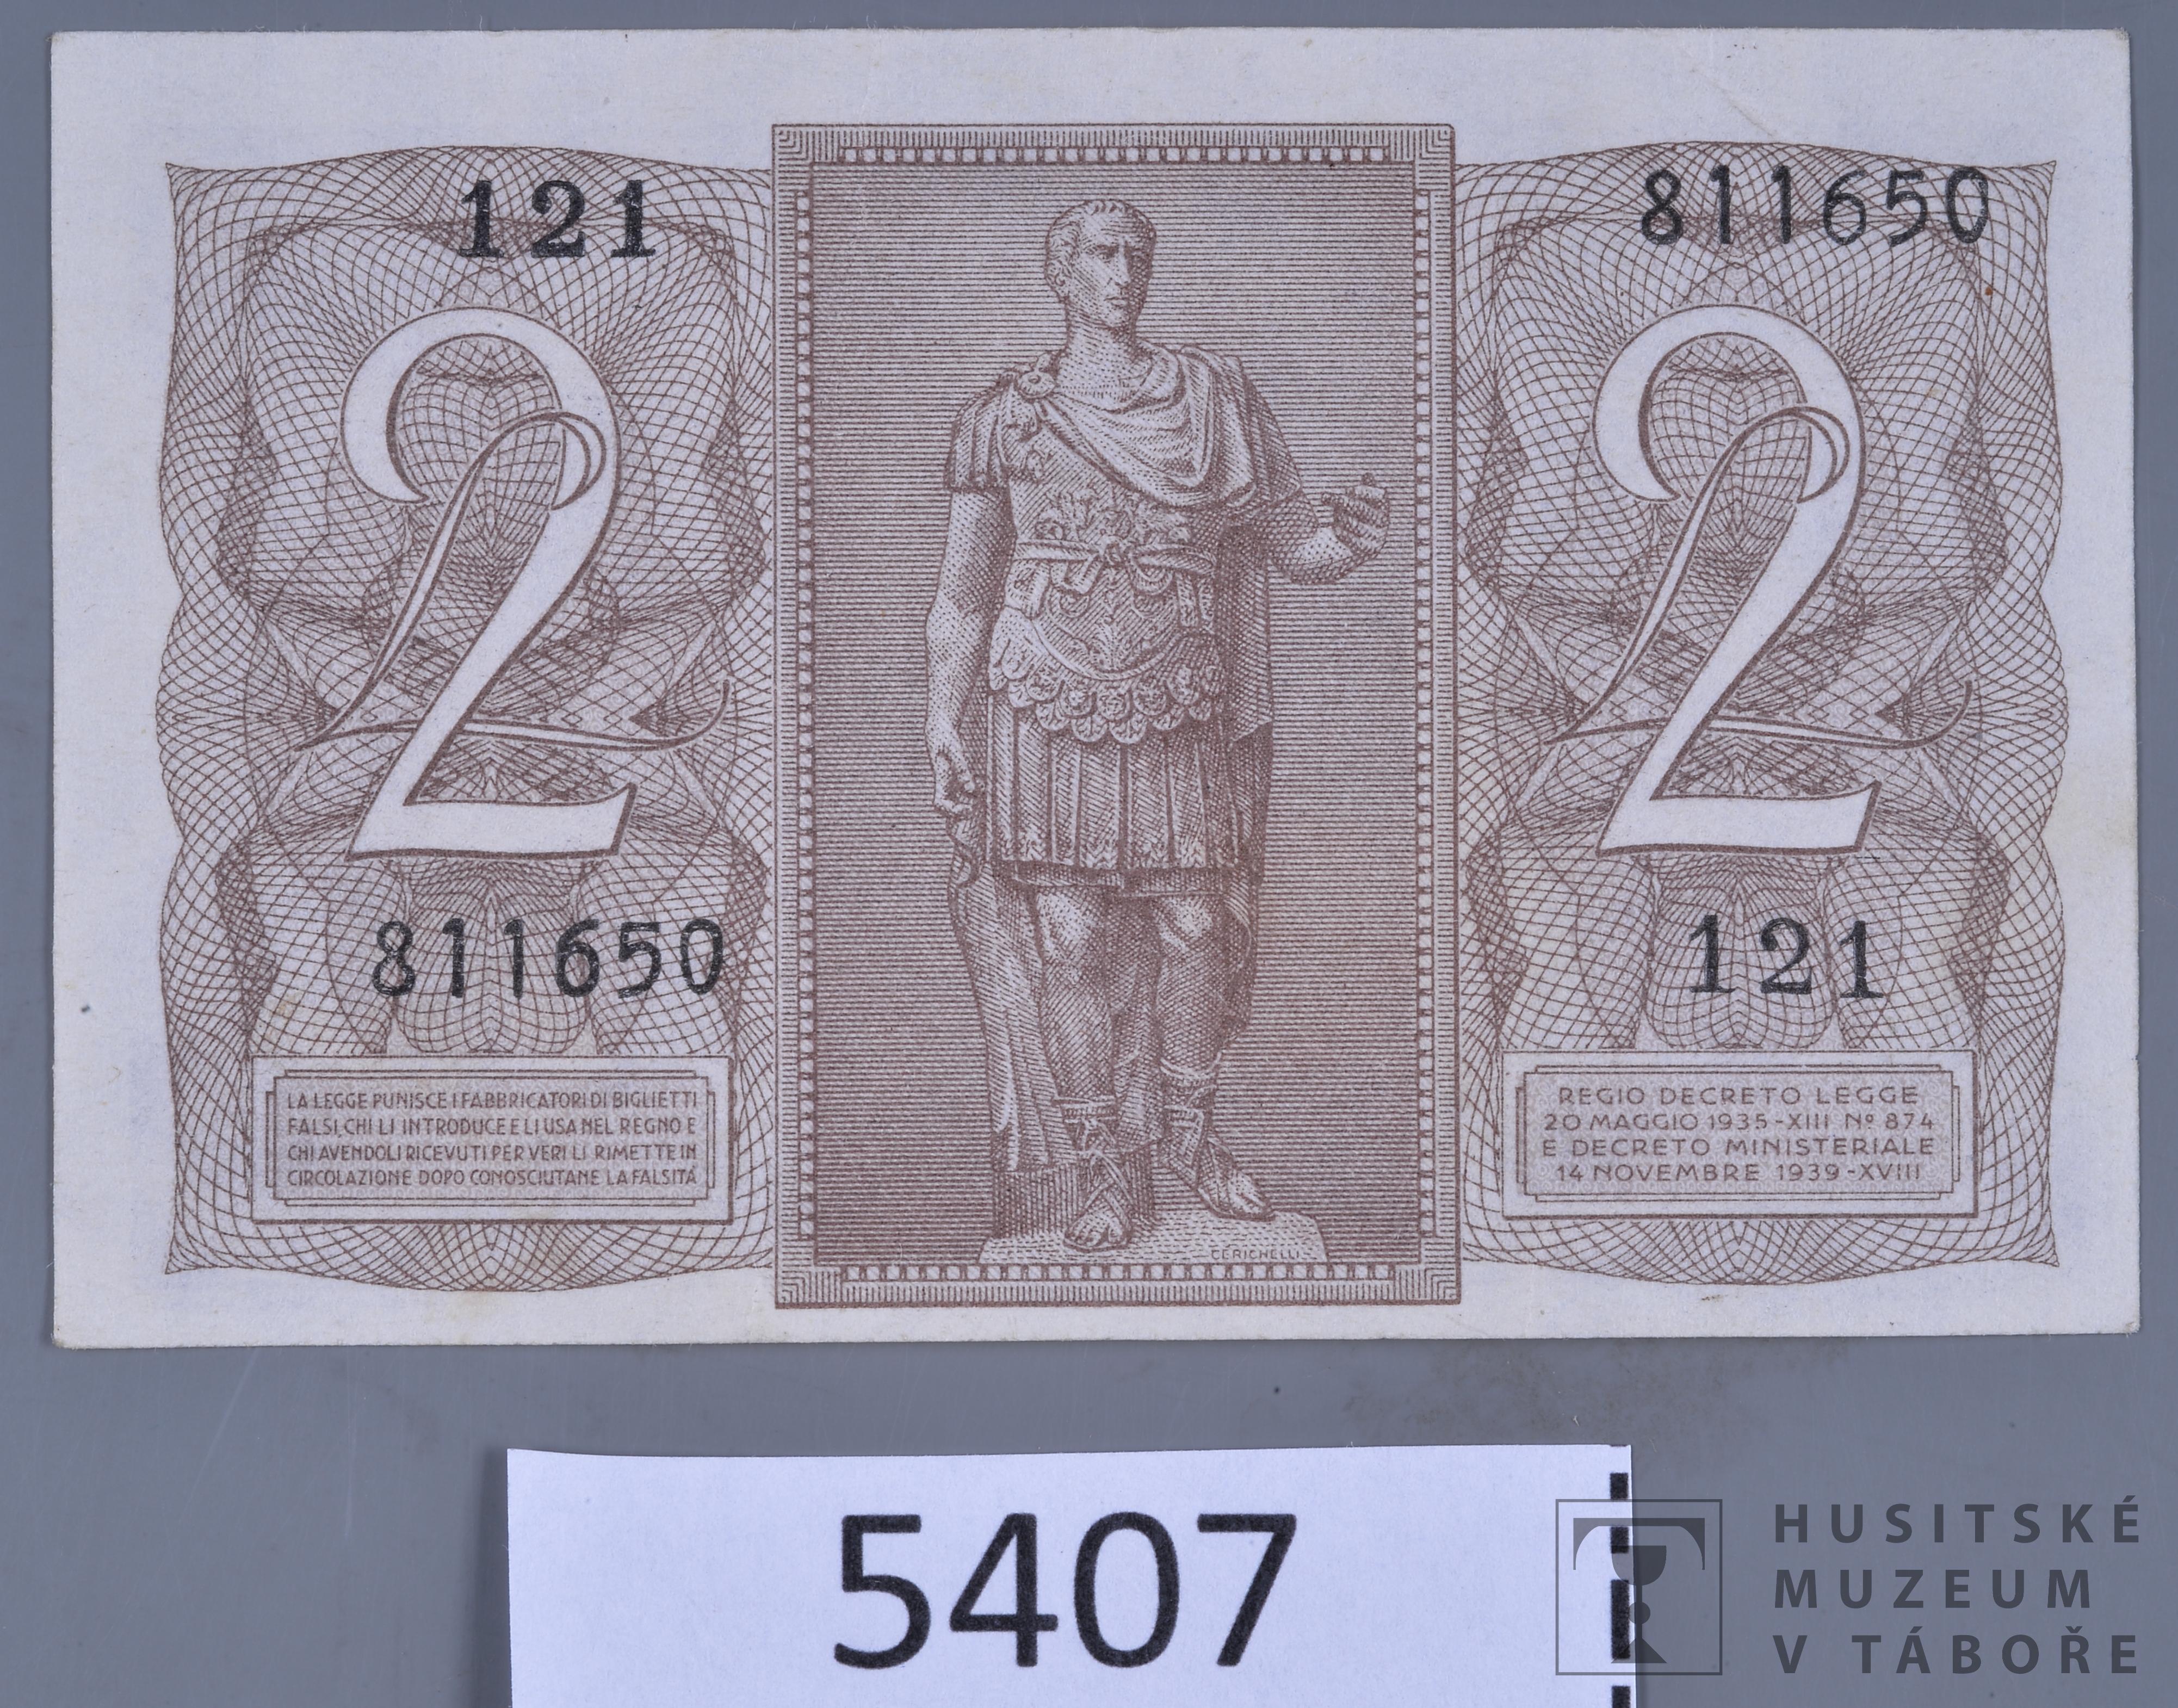 121
811650
2
2
811650
121
LA LEGGE PUNISCE I FABBRICATORI DI BIGLIETTI
FALSI, CHI LI INTRODUCE E LI USA NEL REGNO E
CHI AVENDOLI RICEVUTI PER VERI LI RIMETTE IN
CIRCOLAZIONE DOPO CONOSCIUTANE LA FALSITÀ
REGIO DECRETO LEGGE
20 MAGGIO 1935-XIII Nº 874
E DECRETO MINISTERIALE
14 NOVEMBRE 1939-XVIII
CERICHELLI
5407
HUSITSKÉ
MUZEUM
V TÁBOŘE